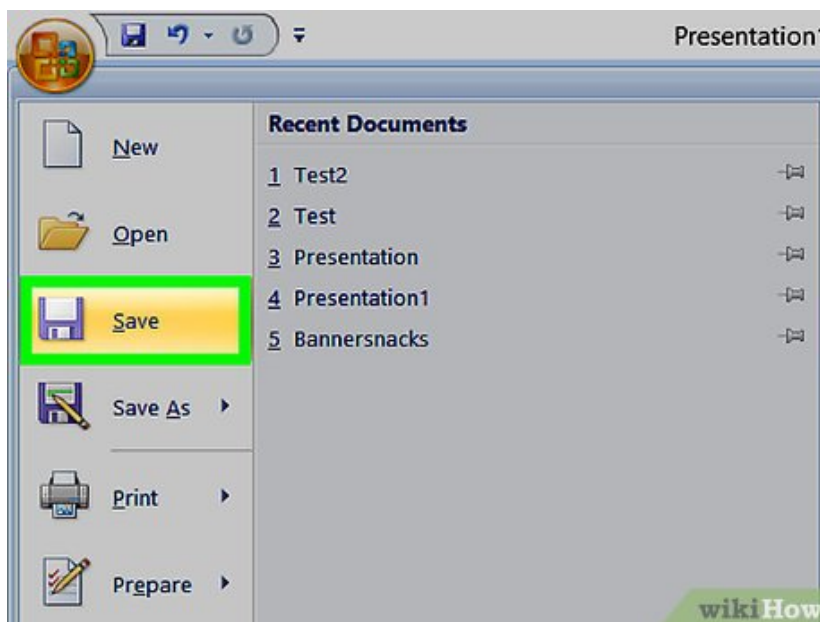 Presentation1
New
Open
Save
Save As
Print
Prepare
Recent Documents
1 Test2
2 Test
3 Presentation
4 Presentation1
5 Bannersnacks
wikiHow